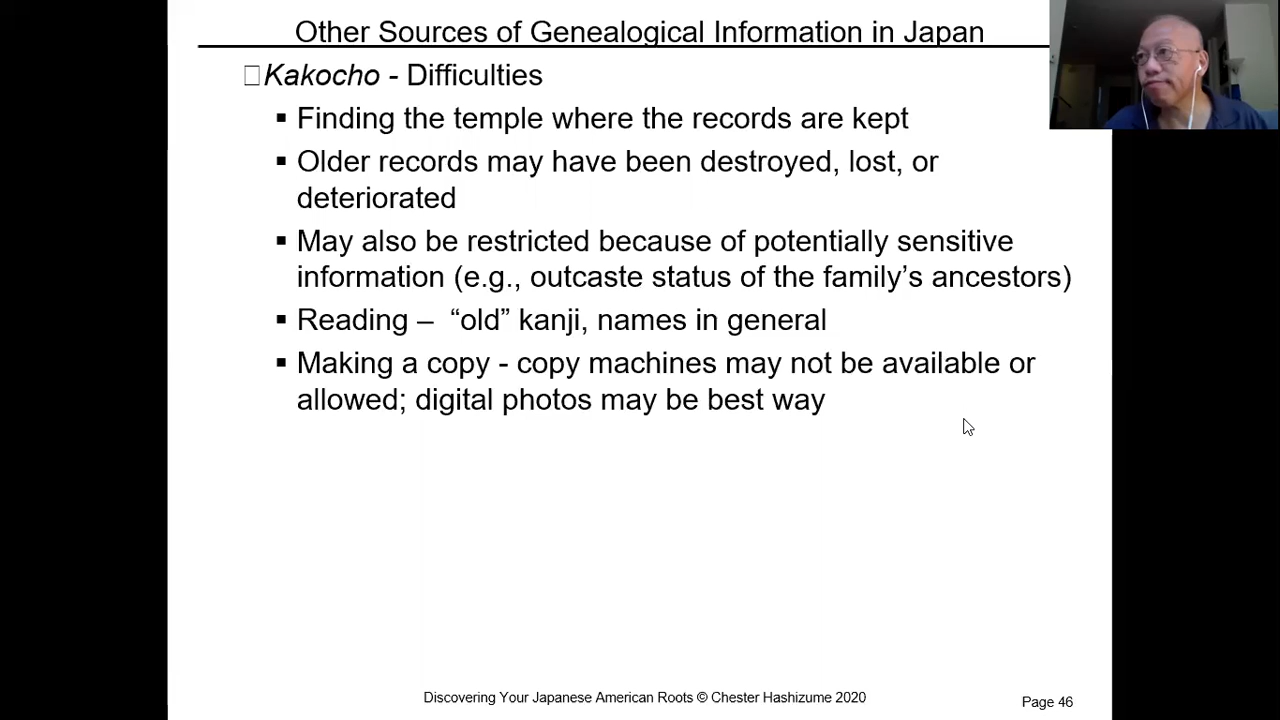 Other Sources of Genealogical Information in Japan
Kakocho - Difficulties
▪ Finding the temple where the records are kept
▪ Older records may have been destroyed, lost, or
deteriorated
▪ May also be restricted because of potentially sensitive
information (e.g., outcaste status of the family’s ancestors)
▪ Reading – “old” kanji, names in general
▪ Making a copy - copy machines may not be available or
allowed; digital photos may be best way
Discovering Your Japanese American Roots © Chester Hashizume 2020
Page 46